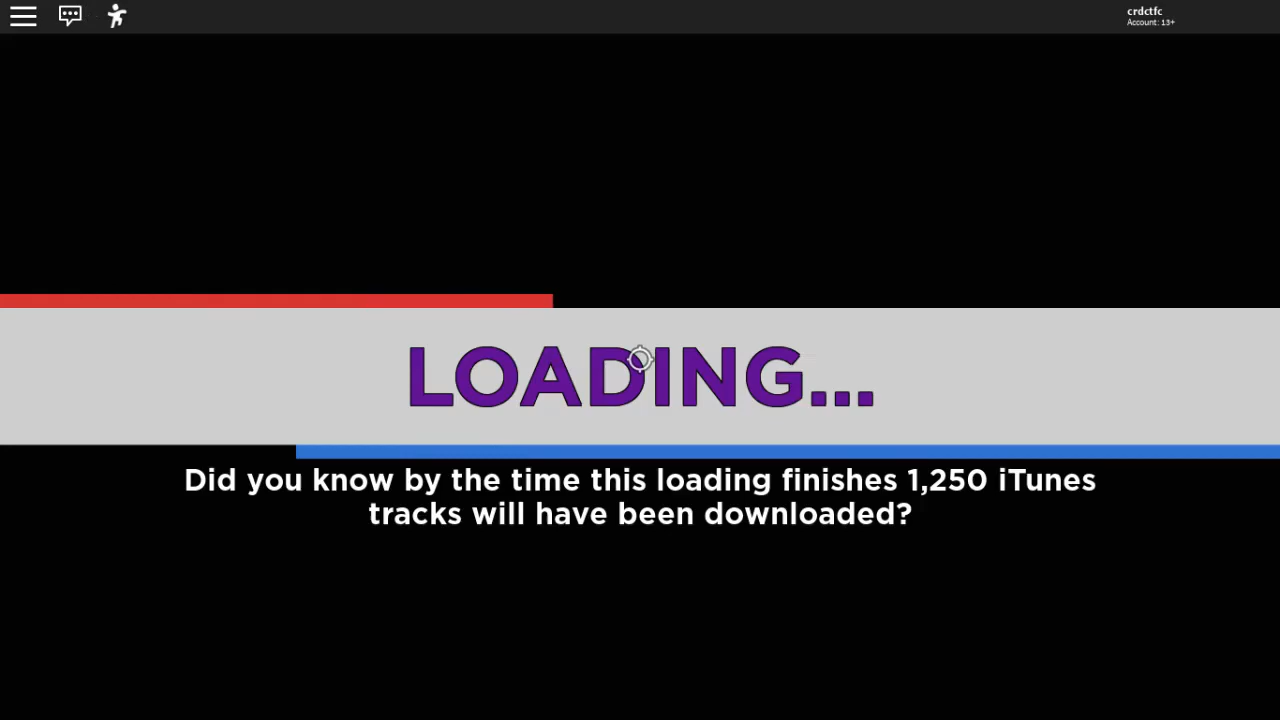 crdctfc
Account: 13+
LOADING...
Did you know by the time this loading finishes 1,250 iTunes
tracks will have been downloaded?